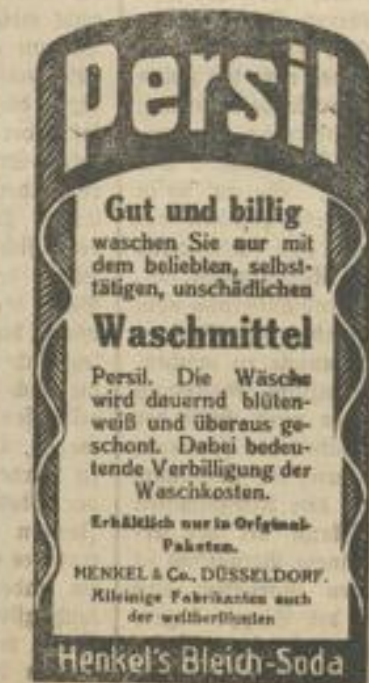 Persil
Gut und billig
waschen Sie nur mit
dem beliebten, selbst-
tätigen, unschädlichen
Waschmittel
Persil. Die Wäsche
wird dauernd blüten-
weiß und überaus ge-
schont. Dabei bedeu-
tende Verbilligung der
Waschkosten.
Erhältlich nur in Original-
Paketen.
HENKEL & Co., DÜSSELDORF.
Alleinige Fabrikanten auch
der weltberühmten
Henkel's Bleich-Soda